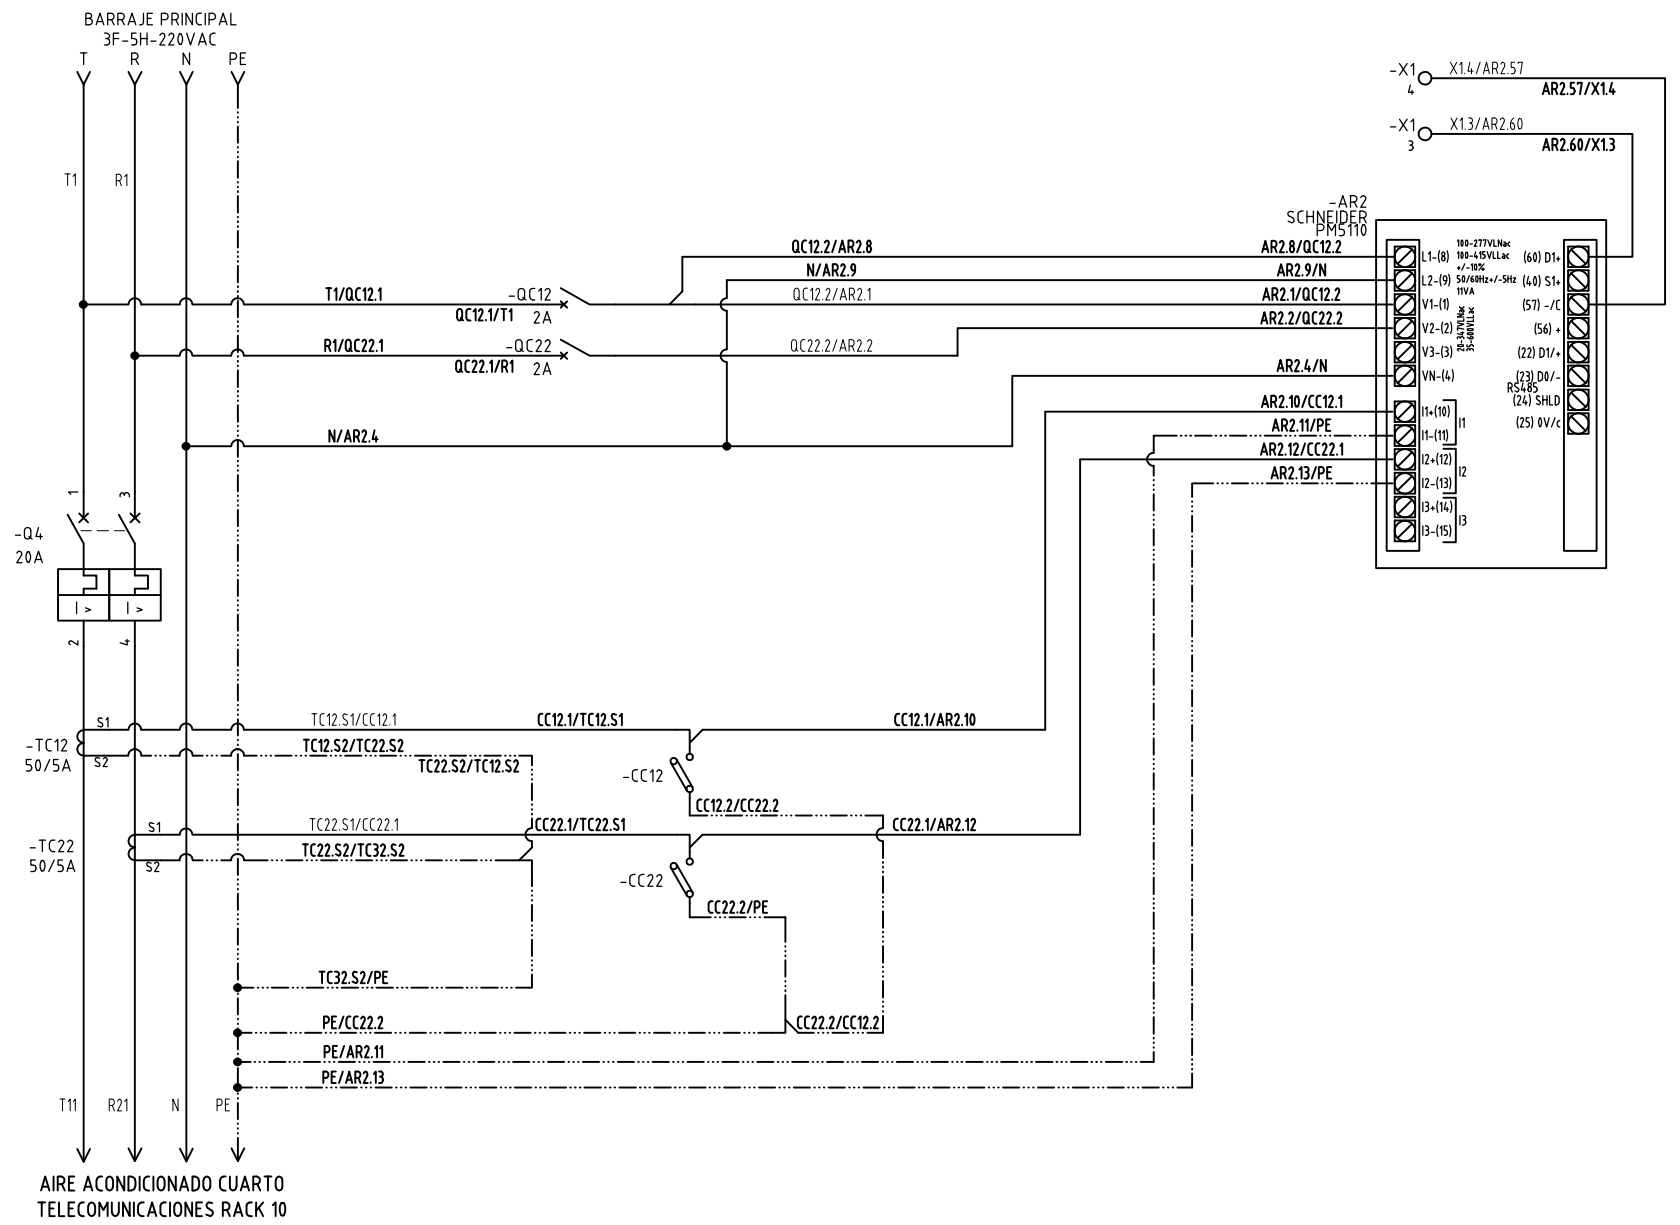 BARRAJE PRINCIPAL
3F-5H-220VAC
T R N PE
T1 R1
-X1 X1.4/AR2.57
4 AR2.57/X1.4
-X1 X1.3/AR2.60
3 AR2.60/X1.3
-AR2
SCHNEIDER
PM5110
QC12.2/AR2.8 AR2.8/QC12.2
N/AR2.9 AR2.9/N
T1/QC12.1 -QC12 QC12.2/AR2.1 AR2.1/QC12.2
QC12.1/T1 2A AR2.2/QC22.2
R1/QC22.1 -QC22 QC22.2/AR2.2
QC22.1/R1 2A AR2.4/N
AR2.10/CC12.1
N/AR2.4 AR2.11/PE
AR2.12/CC22.1
AR2.13/PE
L1-(8) 100-277VLNac (60) D1+
100-415VLLac
+/-10%
L2-(9) 50/60Hz+/-5Hz (40) S1+
11VA
V1-(1) (57) -/C
V2-(2) 20-347VLNac (56) +
35-600VLLac
V3-(3) (22) D1/+
VN-(4) (23) D0/-
RS485
(24) SHLD
I1+(10) I1 (25) 0V/c
I1-(11)
I2+(12) I2
I2-(13)
I3+(14) I3
I3-(15)
1 3
-Q4
20A
I > I >
2 4
S1 TC12.S1/CC12.1 CC12.1/TC12.S1 CC12.1/AR2.10
-TC12 TC12.S2/TC22.S2
50/5A S2 TC22.S2/TC12.S2
-CC12
CC12.2/CC22.2
S1 TC22.S1/CC22.1 CC22.1/TC22.S1 CC22.1/AR2.12
-TC22 TC22.S2/TC32.S2
50/5A S2
-CC22
CC22.2/PE
TC32.S2/PE
PE/CC22.2 CC22.2/CC12.2
PE/AR2.11
PE/AR2.13
T11 R21 N PE
AIRE ACONDICIONADO CUARTO
TELECOMUNICACIONES RACK 10